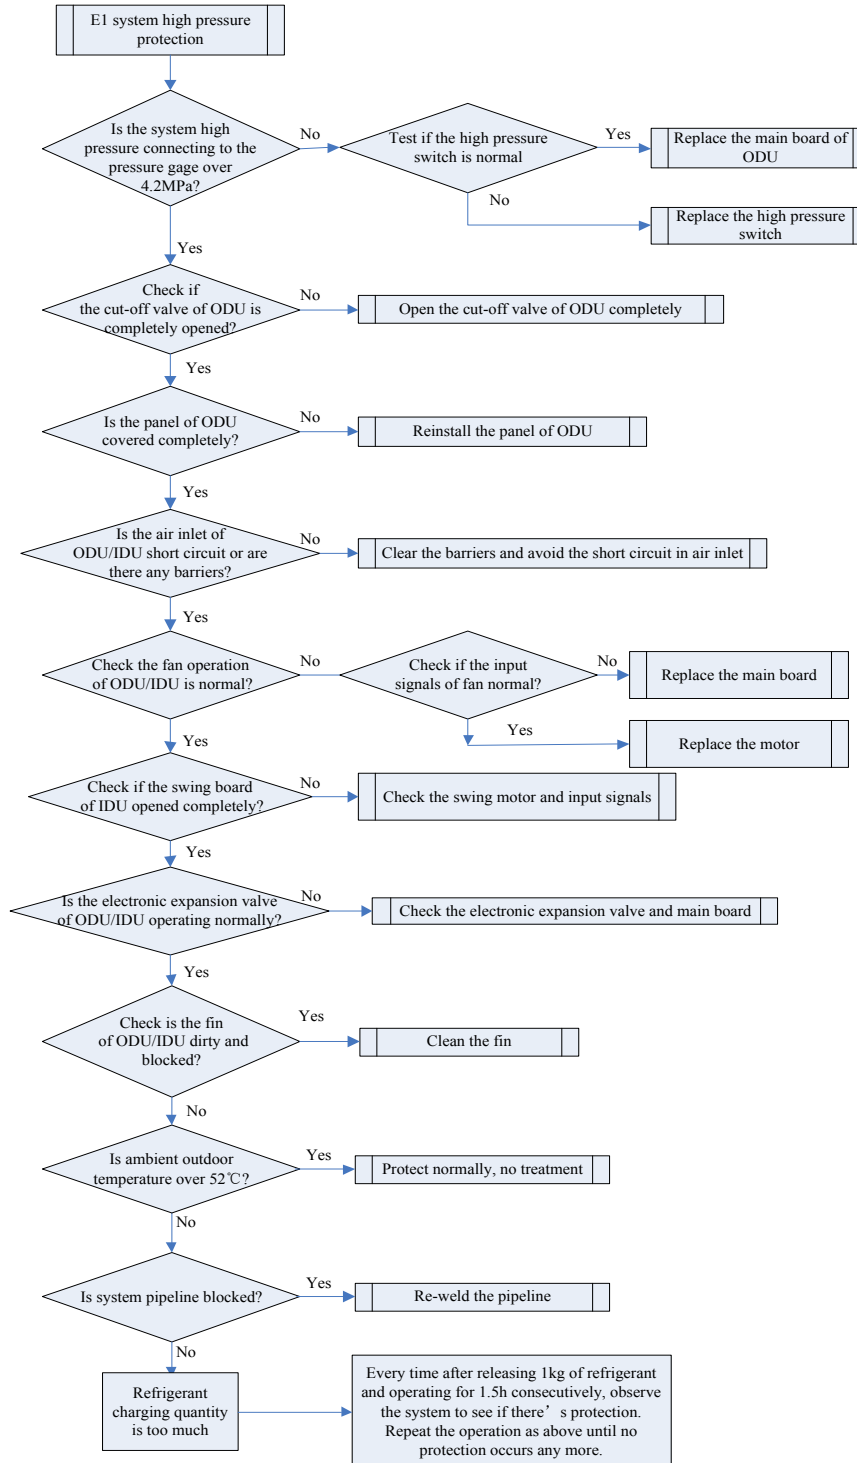 E1 system high pressure
protection
Is the system high
pressure connecting to the
pressure gage over
4.2MPa?
No
Test if the high pressure
switch is normal
Yes
Replace the main board of
ODU
No
Replace the high pressure
switch
Yes
Check if
the cut-off valve of ODU is
completely opened?
No
Open the cut-off valve of ODU completely
Yes
Is the panel of ODU
covered completely?
No
Reinstall the panel of ODU
Yes
Is the air inlet of
ODU/IDU short circuit or are
there any barriers?
No
Clear the barriers and avoid the short circuit in air inlet
Yes
Check the fan operation
of ODU/IDU is normal?
No
Check if the input
signals of fan normal?
No
Replace the main board
Yes
Replace the motor
Yes
Check if the swing board
of IDU opened completely?
No
Check the swing motor and input signals
Yes
Is the electronic expansion valve
of ODU/IDU operating normally?
No
Check the electronic expansion valve and main board
Yes
Check is the fin
of ODU/IDU dirty and
blocked?
Yes
Clean the fin
No
Is ambient outdoor
temperature over 52℃?
Yes
Protect normally, no treatment
No
Is system pipeline blocked?
Yes
Re-weld the pipeline
No
Refrigerant
charging quantity
is too much
Every time after releasing 1kg of refrigerant
and operating for 1.5h consecutively, observe
the system to see if there’s protection.
Repeat the operation as above until no
protection occurs any more.